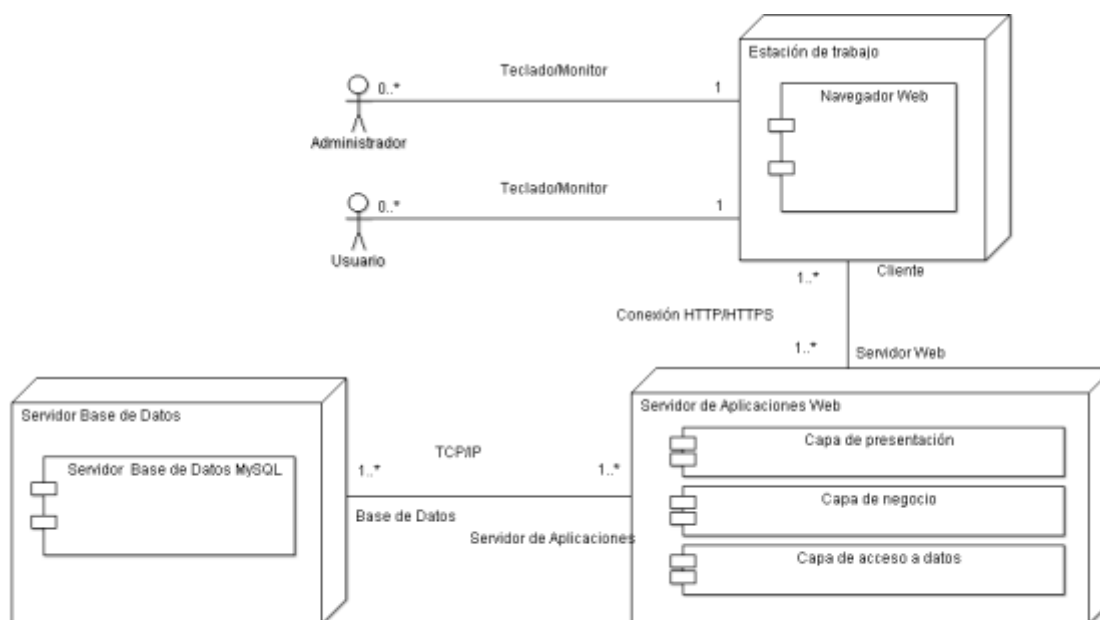 Estación de trabajo
Navegador Web
Teclado/Monitor
0..*
1
Administrador
Teclado/Monitor
0..*
1
Usuario
Cliente
1..*
Conexión HTTP/HTTPS
1..*
Servidor Web
Servidor Base de Datos
Servidor Base de Datos MySQL
TCP/IP
1..*
1..*
Base de Datos
Servidor de Aplicaciones
Servidor de Aplicaciones Web
Capa de presentación
Capa de negocio
Capa de acceso a datos